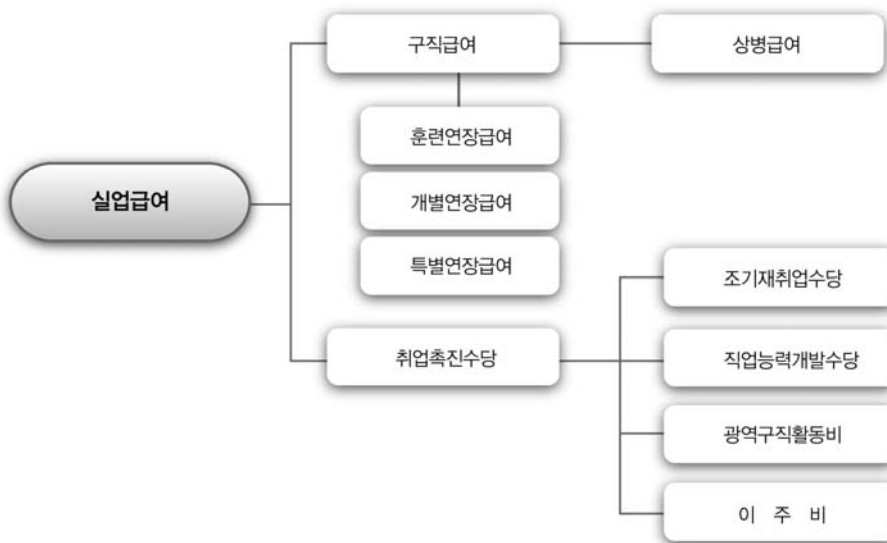 구직급여
상병급여
훈련연장급여
실업급여
개별연장급여
특별연장급여
조기재취업수당
취업촉진수당
직업능력개발수당
광역구직활동비
이 주 비